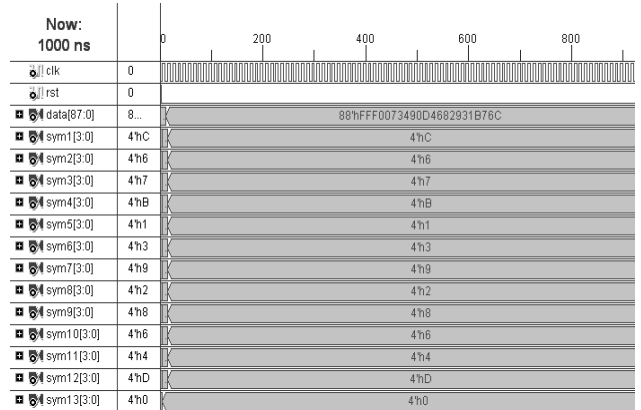 Now:
1000 ns
0 200 400 600 800
clk 0
rst 0
data[87:0] 8... 88'hFFF0073490D4682931B76C
sym1[3:0] 4'hC 4'hC
sym2[3:0] 4'h6 4'h6
sym3[3:0] 4'h7 4'h7
sym4[3:0] 4'hB 4'hB
sym5[3:0] 4'h1 4'h1
sym6[3:0] 4'h3 4'h3
sym7[3:0] 4'h9 4'h9
sym8[3:0] 4'h2 4'h2
sym9[3:0] 4'h8 4'h8
sym10[3:0] 4'h6 4'h6
sym11[3:0] 4'h4 4'h4
sym12[3:0] 4'hD 4'hD
sym13[3:0] 4'h0 4'h0